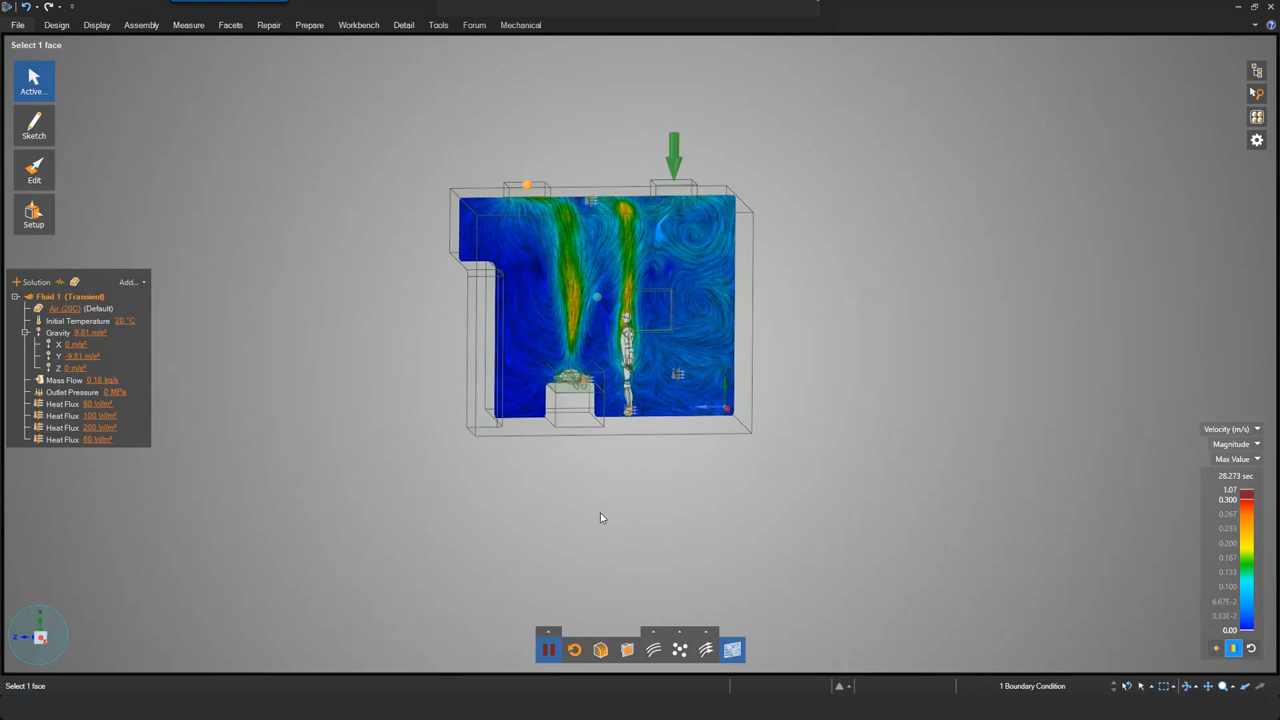 File Design Display Assembly Measure Facets Repair Prepare Workbench Detail Tools Forum Mechanical
Select 1 face
Active...
Sketch
Edit
Setup
Solution Add...
Fluid 1 (Transient)
Air (20C) (Default)
Initial Temperature 20 °C
Gravity 9.81 m/s²
X 0 m/s²
Y -9.81 m/s²
Z 0 m/s²
Mass Flow 0.18 kg/s
Outlet Pressure 0 MPa
Heat Flux 60 W/m²
Heat Flux 100 W/m²
Heat Flux 200 W/m²
Heat Flux 60 W/m²
Velocity (m/s)
Magnitude
Max Value
28.273 sec
1.07
0.300
0.267
0.233
0.200
0.167
0.133
0.100
6.67E-2
3.33E-2
0.00
Y
Z
X
Select 1 face
1 Boundary Condition